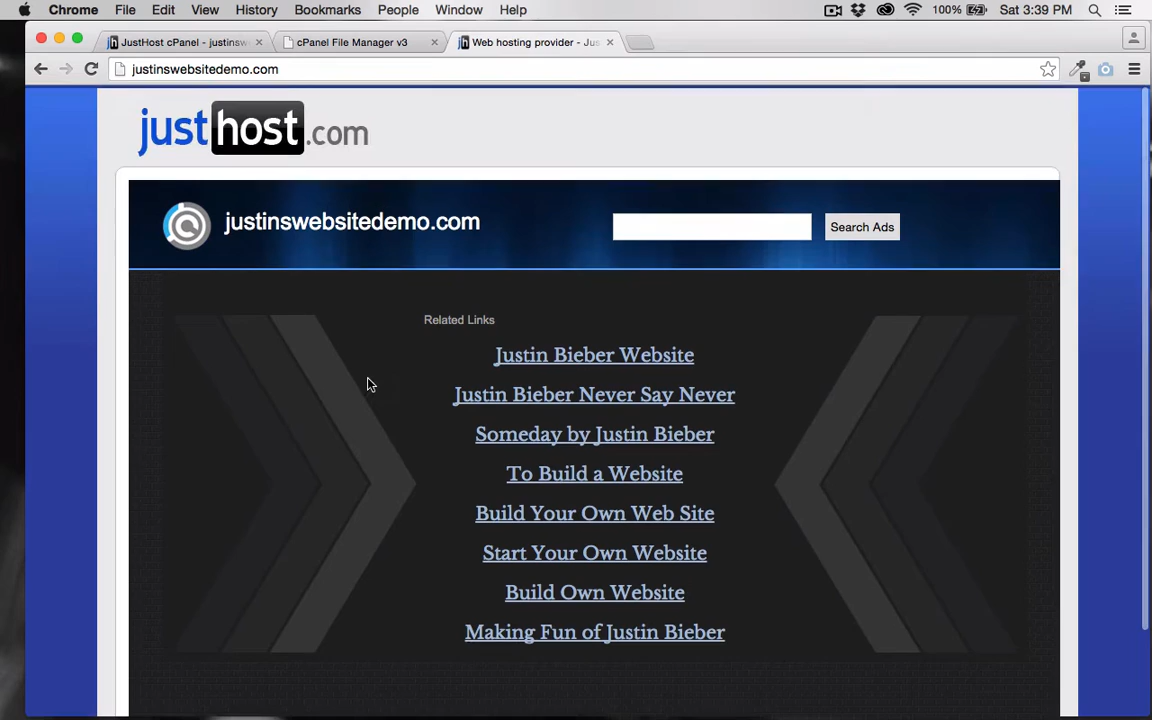 Chrome File Edit View History Bookmarks People Window Help 100% Sat 3:39 PM
JustHost cPanel - justinsw cPanel File Manager v3 Web hosting provider - Jus
justinswebsitedemo.com
justhost.com
justinswebsitedemo.com Search Ads
Related Links
Justin Bieber Website
Justin Bieber Never Say Never
Someday by Justin Bieber
To Build a Website
Build Your Own Web Site
Start Your Own Website
Build Own Website
Making Fun of Justin Bieber